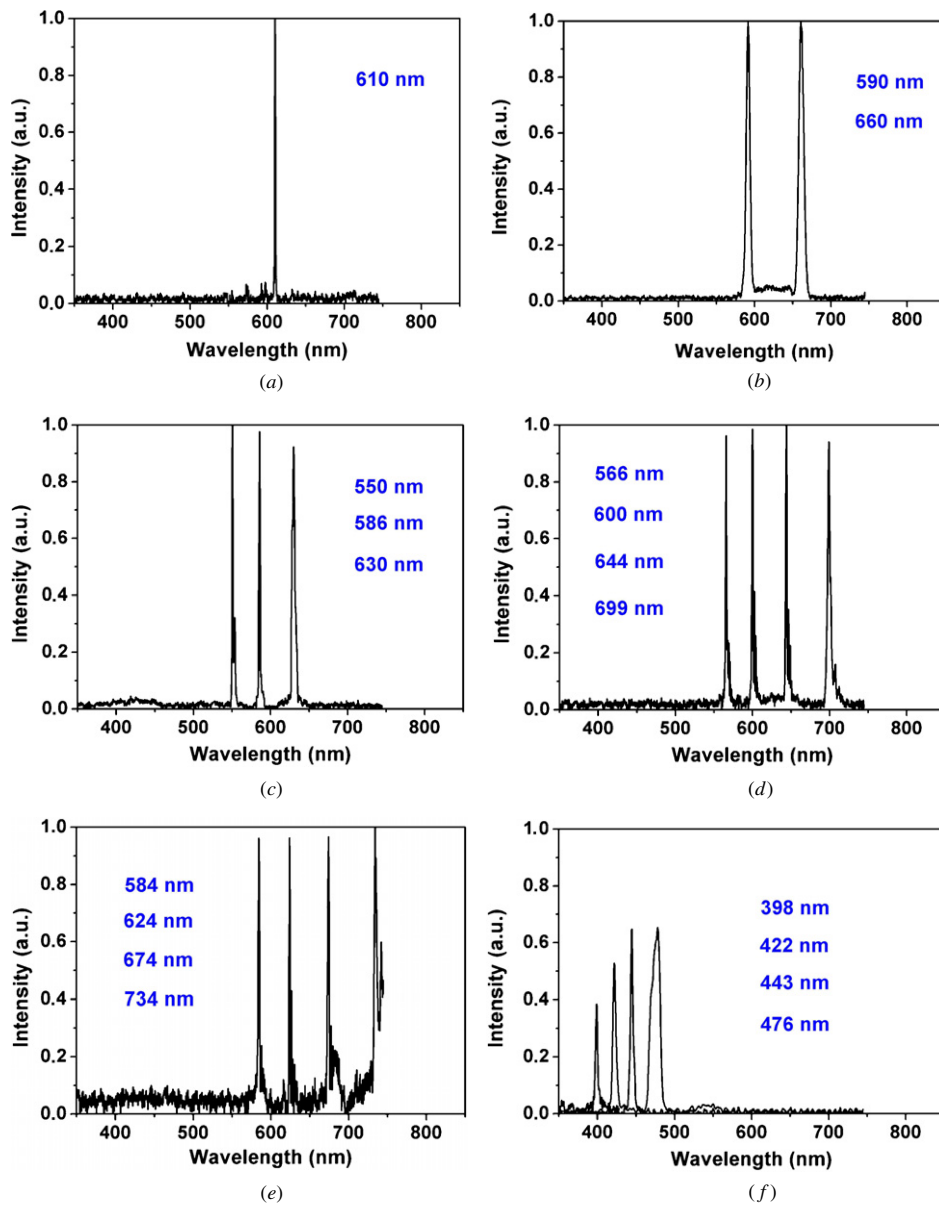 1.0
0.8
0.6
0.4
0.2
0.0
Intensity (a.u.)
610 nm
400 500 600 700 800
Wavelength (nm)
(a)
1.0
0.8
0.6
0.4
0.2
0.0
Intensity (a.u.)
590 nm
660 nm
400 500 600 700 800
Wavelength (nm)
(b)
1.0
0.8
0.6
0.4
0.2
0.0
Intensity (a.u.)
550 nm
586 nm
630 nm
400 500 600 700 800
Wavelength (nm)
(c)
1.0
0.8
0.6
0.4
0.2
0.0
Intensity (a.u.)
566 nm
600 nm
644 nm
699 nm
400 500 600 700 800
Wavelength (nm)
(d)
1.0
0.8
0.6
0.4
0.2
0.0
Intensity (a.u.)
584 nm
624 nm
674 nm
734 nm
400 500 600 700 800
Wavelength (nm)
(e)
1.0
0.8
0.6
0.4
0.2
0.0
Intensity (a.u.)
398 nm
422 nm
443 nm
476 nm
400 500 600 700 800
Wavelength (nm)
(f)